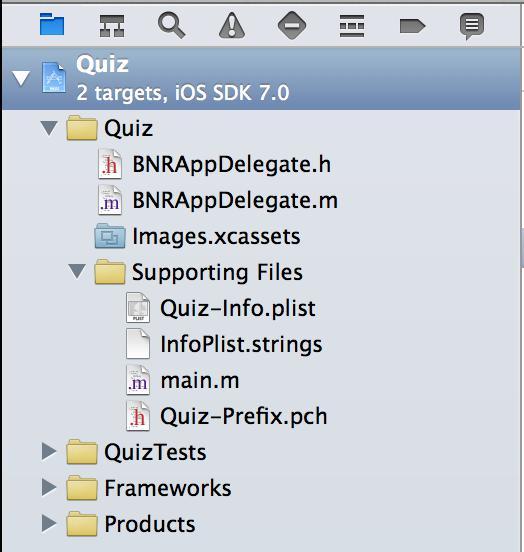 Quiz
2 targets, iOS SDK 7.0
Quiz
.h BNRAppDelegate.h
.m BNRAppDelegate.m
Images.xcassets
Supporting Files
PLIST Quiz-Info.plist
InfoPlist.strings
.m main.m
.h Quiz-Prefix.pch
QuizTests
Frameworks
Products